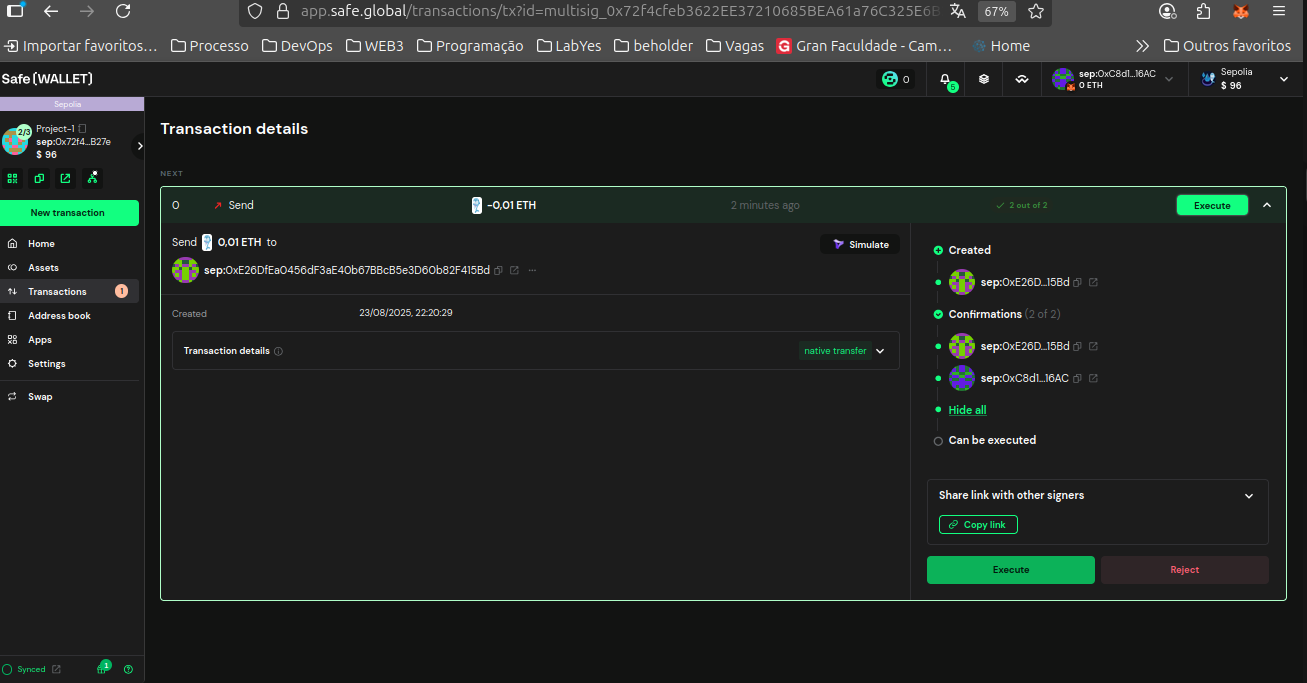 app.safe.global/transactions/tx?id=multisig_0x72f4cfeb3622EE37210685BEA61a76C325E6B
67%
Importar favoritos…
Processo
DevOps
WEB3
Programação
LabYes
beholder
Vagas
Gran Faculdade - Cam…
Home
Outros favoritos
Safe{WALLET}
0
5
sep:0xC8d1...16AC
0 ETH
Sepolia
$ 96
Sepolia
2/3
Project-1
sep:0x72f4...B27e
$ 96
New transaction
Home
Assets
Transactions
1
Address book
Apps
Settings
Swap
Synced
1
Transaction details
NEXT
0
Send
-0,01 ETH
2 minutes ago
2 out of 2
Execute
Send 0,01 ETH to
Simulate
sep:0xE26DfEa0456dF3aE40b67BBcB5e3D60b82F415Bd
Created
23/08/2025, 22:20:29
Transaction details
native transfer
Created
sep:0xE26D...15Bd
Confirmations (2 of 2)
sep:0xE26D...15Bd
sep:0xC8d1...16AC
Hide all
Can be executed
Share link with other signers
Copy link
Execute
Reject